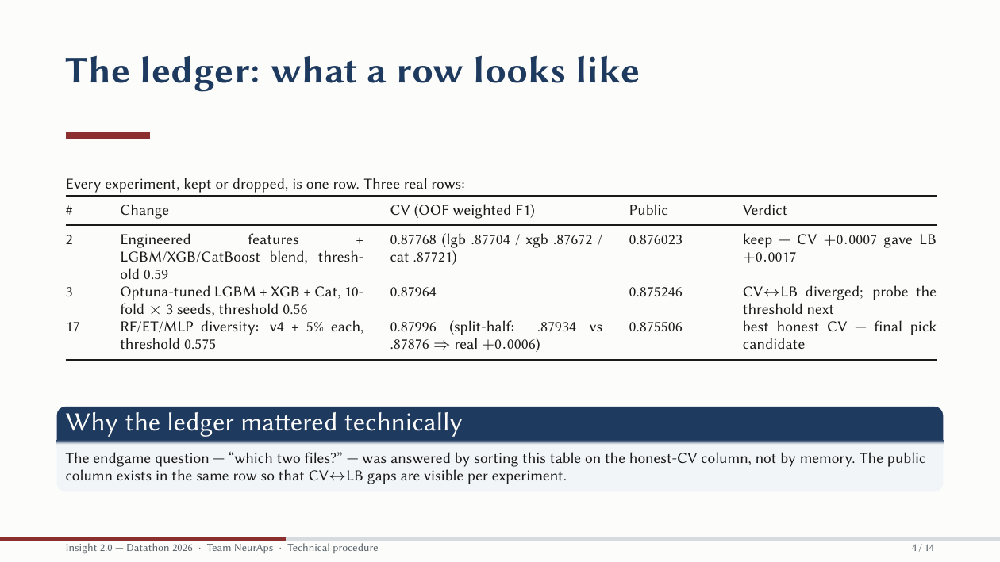 The ledger: what a row looks like
Every experiment, kept or dropped, is one row. Three real rows:
# Change CV (OOF weighted F1) Public Verdict
2 Engineered features + 0.87768 (lgb .87704 / xgb .87672 / 0.876023 keep — CV +0.0007 gave LB
LGBM/XGB/CatBoost blend, thresh- cat .87721) +0.0017
old 0.59
3 Optuna-tuned LGBM + XGB + Cat, 10- 0.87964 0.875246 CV↔LB diverged; probe the
fold × 3 seeds, threshold 0.56 threshold next
17 RF/ET/MLP diversity: v4 + 5% each, 0.87996 (split-half: .87934 vs 0.875506 best honest CV — final pick
threshold 0.575 .87876 ⇒ real +0.0006) candidate
Why the ledger mattered technically
The endgame question — “which two files?” — was answered by sorting this table on the honest-CV column, not by memory. The public
column exists in the same row so that CV↔LB gaps are visible per experiment.
Insight 2.0 — Datathon 2026 · Team NeurAps · Technical procedure 4 / 14